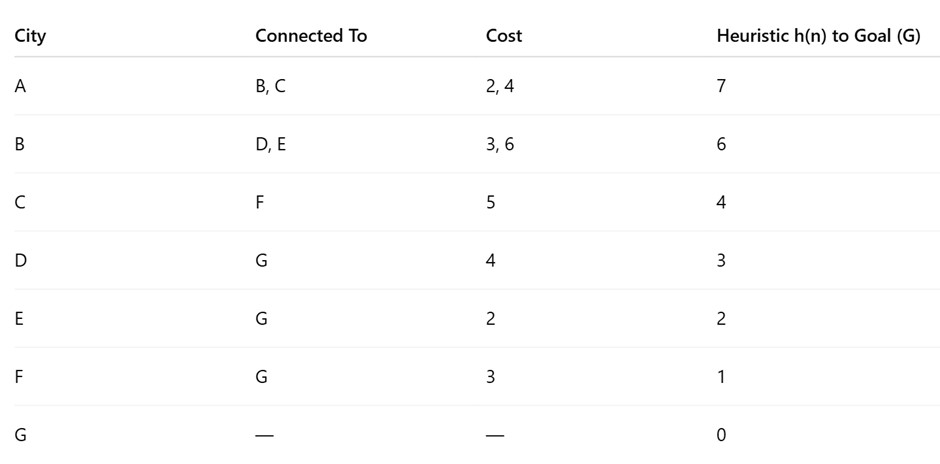 City Connected To Cost Heuristic h(n) to Goal (G)
A B, C 2, 4 7
B D, E 3, 6 6
C F 5 4
D G 4 3
E G 2 2
F G 3 1
G — — 0